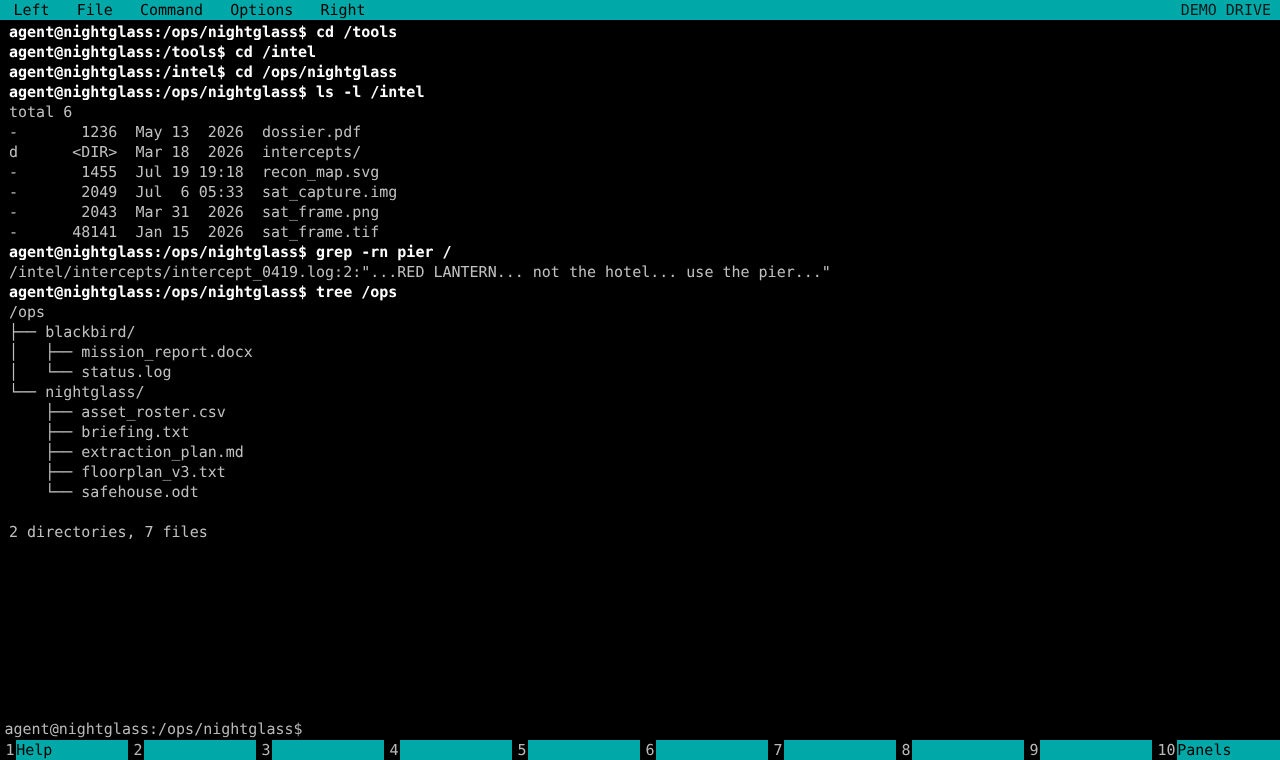 Left File Command Options Right DEMO DRIVE
agent@nightglass:/ops/nightglass$ cd /tools
agent@nightglass:/tools$ cd /intel
agent@nightglass:/intel$ cd /ops/nightglass
agent@nightglass:/ops/nightglass$ ls -l /intel
total 6
-       1236  May 13  2026  dossier.pdf
d      <DIR>  Mar 18  2026  intercepts/
-       1455  Jul 19 19:18  recon_map.svg
-       2049  Jul  6 05:33  sat_capture.img
-       2043  Mar 31  2026  sat_frame.png
-      48141  Jan 15  2026  sat_frame.tif
agent@nightglass:/ops/nightglass$ grep -rn pier /
/intel/intercepts/intercept_0419.log:2:"...RED LANTERN... not the hotel... use the pier..."
agent@nightglass:/ops/nightglass$ tree /ops
/ops
├── blackbird/
│   ├── mission_report.docx
│   └── status.log
└── nightglass/
    ├── asset_roster.csv
    ├── briefing.txt
    ├── extraction_plan.md
    ├── floorplan_v3.txt
    └── safehouse.odt
2 directories, 7 files
agent@nightglass:/ops/nightglass$
1Help 2 3 4 5 6 7 8 9 10Panels